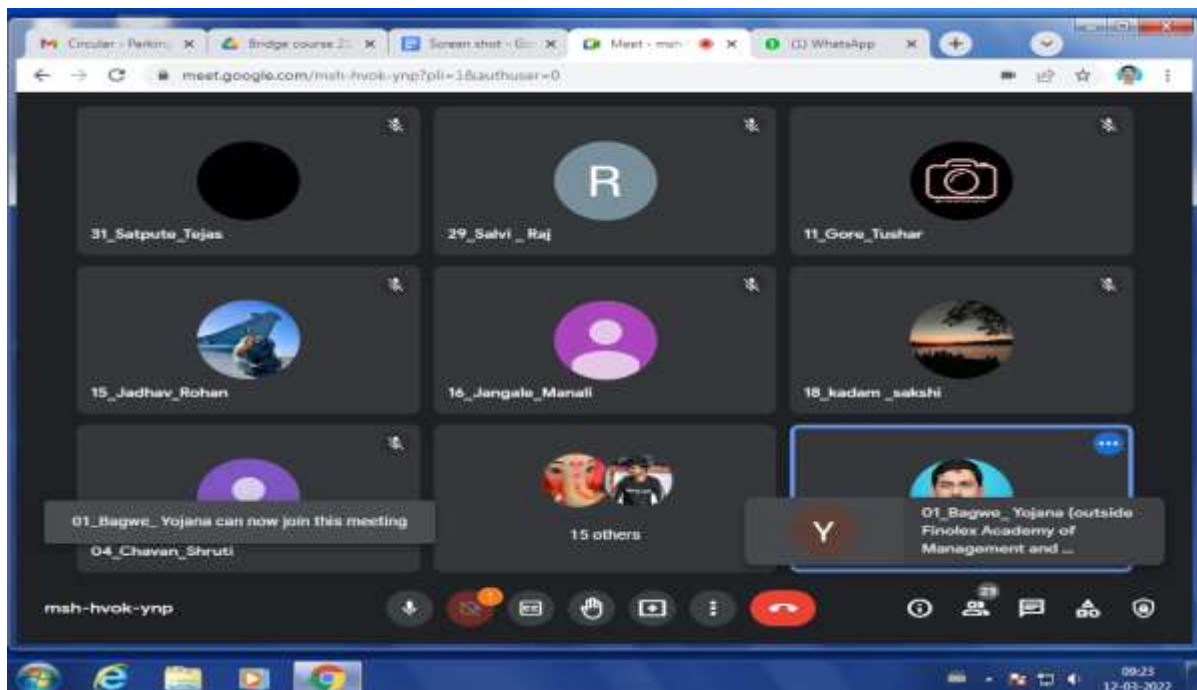 Circular - Parking
Bridge course 2
Screen shot - G
Meet - msh
(1) WhatsApp
meet.google.com/msh-hvok-ynp?pli=1&authuser=0
31_Satpute_Tejas
R
29_Salvi _ Raj
11_Gore_Tushar
15_Jadhav_Rohan
16_Jangale_Manali
18_kadam _sakshi
01_Bagwe_ Yojana can now join this meeting
04_Chavan_Shruti
15 others
Y
01_Bagwe_ Yojana (outside
Finolex Academy of
Management and ...
msh-hvok-ynp
23
09:23
12-03-2022